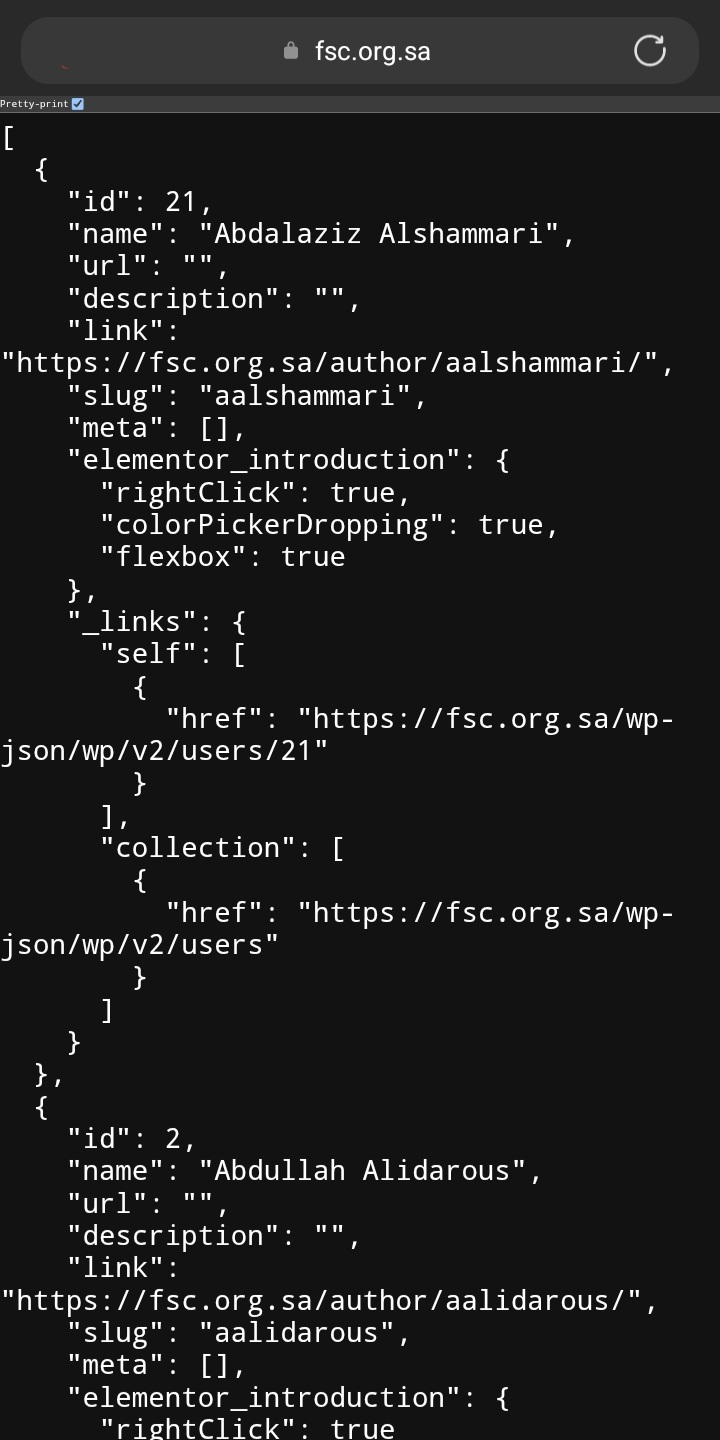 fsc.org.sa
Pretty-print
[
  {
    "id": 21,
    "name": "Abdalaziz Alshammari",
    "url": "",
    "description": "",
    "link":
"https://fsc.org.sa/author/aalshammari/",
    "slug": "aalshammari",
    "meta": [],
    "elementor_introduction": {
      "rightClick": true,
      "colorPickerDropping": true,
      "flexbox": true
    },
    "_links": {
      "self": [
        {
          "href": "https://fsc.org.sa/wp-
json/wp/v2/users/21"
        }
      ],
      "collection": [
        {
          "href": "https://fsc.org.sa/wp-
json/wp/v2/users"
        }
      ]
    }
  },
  {
    "id": 2,
    "name": "Abdullah Alidarous",
    "url": "",
    "description": "",
    "link":
"https://fsc.org.sa/author/aalidarous/",
    "slug": "aalidarous",
    "meta": [],
    "elementor_introduction": {
      "rightClick": true